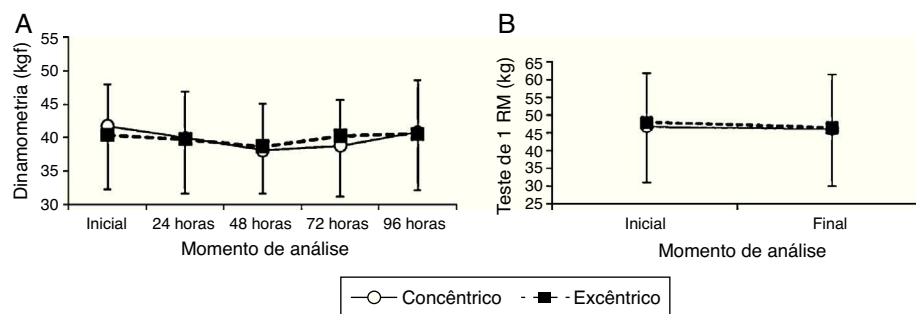 A
Dinamometria (kgf)
55
50
45
40
35
30
Inicial 24 horas 48 horas 72 horas 96 horas
Momento de análise
B
Teste de 1 RM (kg)
65
60
55
50
45
40
35
30
25
Inicial Final
Momento de análise
Concêntrico Excêntrico